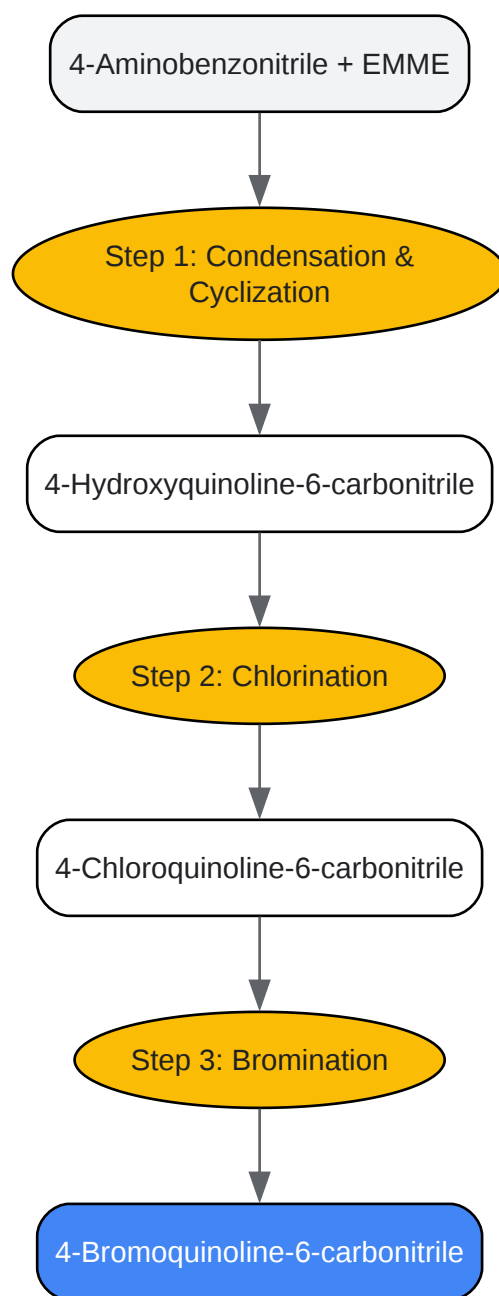 4-Aminobenzonitrile + EMME
Step 1: Condensation &
Cyclization
4-Hydroxyquinoline-6-carbonitrile
Step 2: Chlorination
4-Chloroquinoline-6-carbonitrile
Step 3: Bromination
4-Bromoquinoline-6-carbonitrile